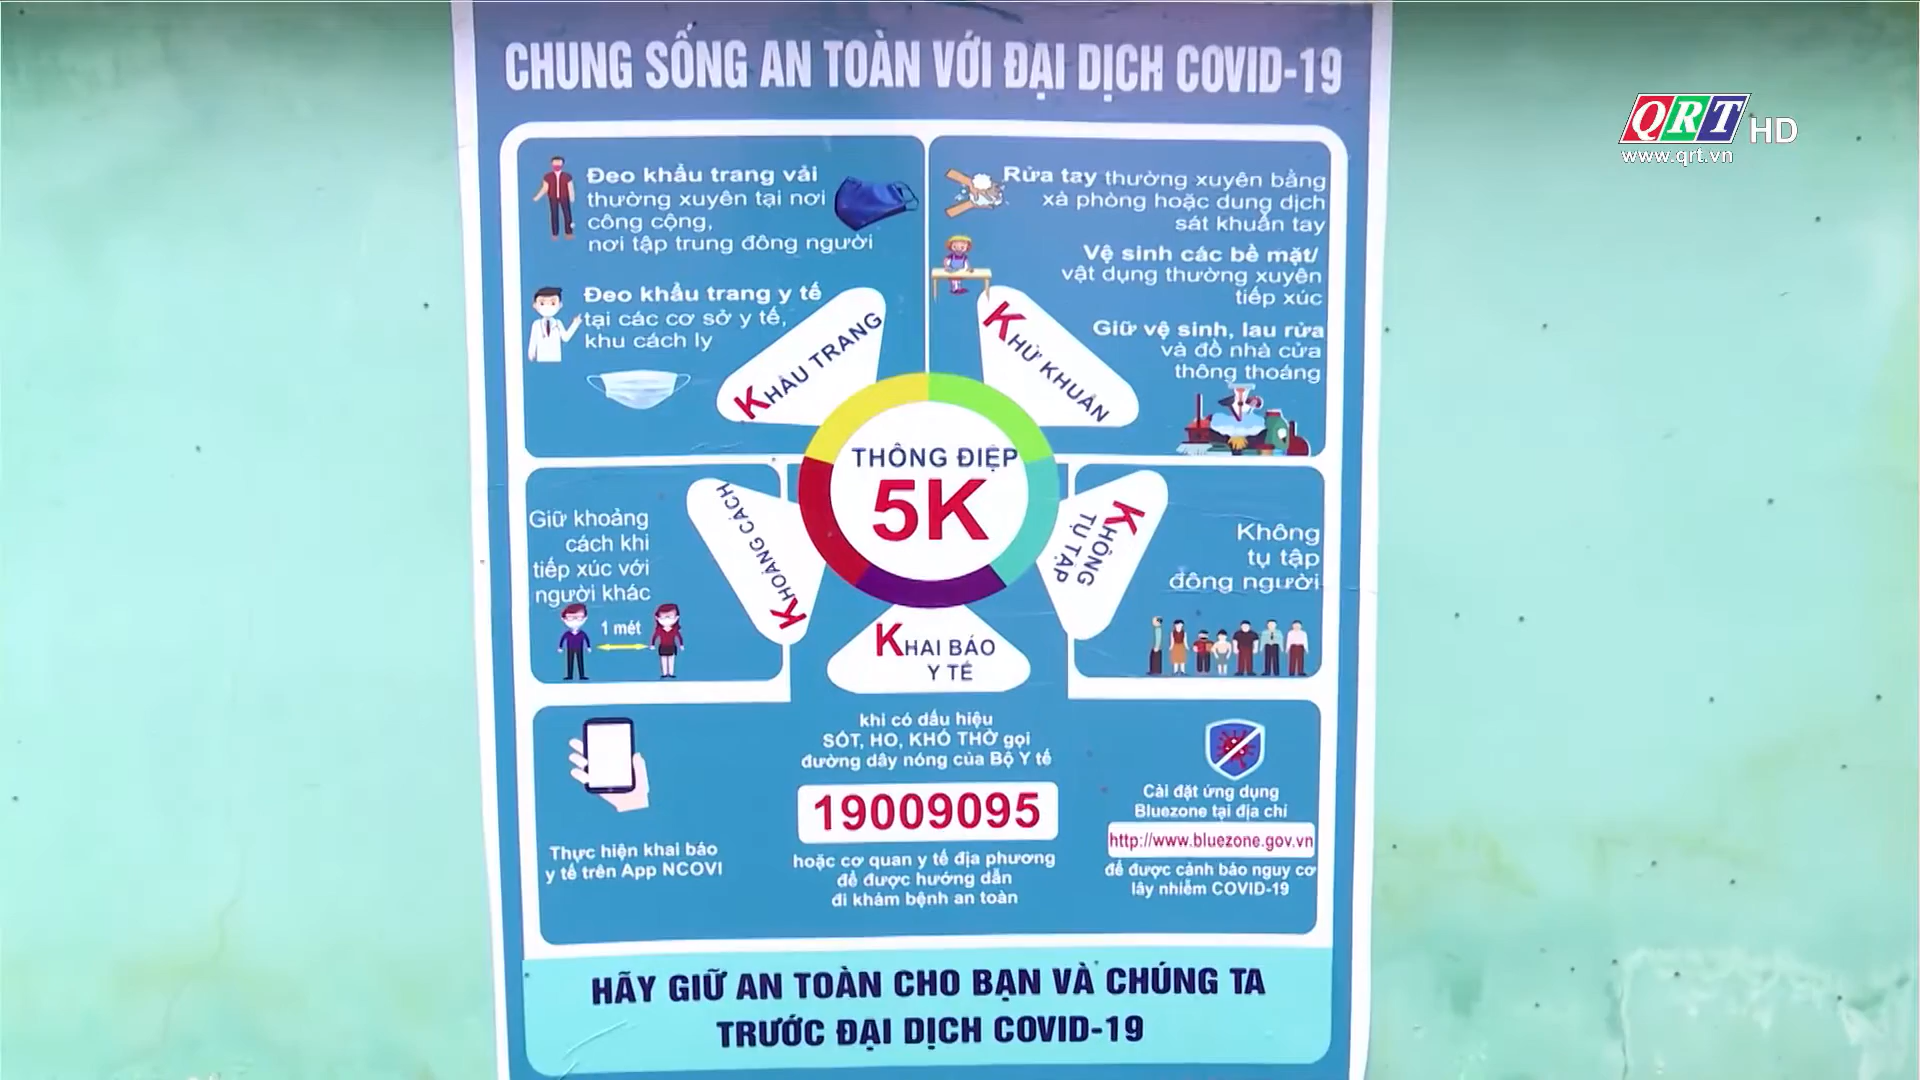 CHUNG SỐNG AN TOÀN VỚI ĐẠI DỊCH COVID-19
QRT HD
www.qrt.vn
Đeo khẩu trang vải
thường xuyên tại nơi
công cộng,
nơi tập trung đông người
Đeo khẩu trang y tế
tại các cơ sở y tế,
khu cách ly
KHẨU TRANG
Rửa tay thường xuyên bằng
xà phòng hoặc dung dịch
sát khuẩn tay
Vệ sinh các bề mặt/
vật dụng thường xuyên
tiếp xúc
Giữ vệ sinh, lau rửa
và đồ nhà cửa
thông thoáng
KHỬ KHUẨN
THÔNG ĐIỆP
5K
Giữ khoảng
cách khi
tiếp xúc với
người khác
1 mét
KHOẢNG CÁCH
KHÔNG
TỤ TẬP
Không
tụ tập
đông người
KHAI BÁO
Y TẾ
Thực hiện khai báo
y tế trên App NCOVI
khi có dấu hiệu
SỐT, HO, KHÓ THỞ gọi
đường dây nóng của Bộ Y tế
19009095
hoặc cơ quan y tế địa phương
để được hướng dẫn
đi khám bệnh an toàn
Cài đặt ứng dụng
Bluezone tại địa chỉ
http://www.bluezone.gov.vn
để được cảnh báo nguy cơ
lây nhiễm COVID-19
HÃY GIỮ AN TOÀN CHO BẠN VÀ CHÚNG TA
TRƯỚC ĐẠI DỊCH COVID-19